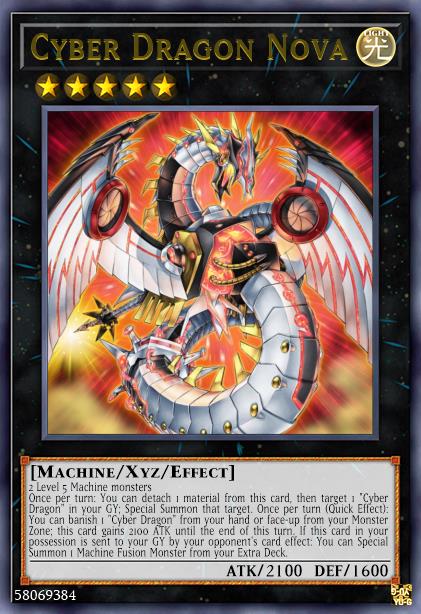 CYBER DRAGON NOVA
LIGHT
光
[MACHINE/XYZ/EFFECT]
2 Level 5 Machine monsters
Once per turn: You can detach 1 material from this card, then target 1 "Cyber
Dragon" in your GY; Special Summon that target. Once per turn (Quick Effect):
You can banish 1 "Cyber Dragon" from your hand or face-up from your Monster
Zone; this card gains 2100 ATK until the end of this turn. If this card in your
possession is sent to your GY by your opponent's card effect: You can Special
Summon 1 Machine Fusion Monster from your Extra Deck.
ATK/2100 DEF/1600
58069384